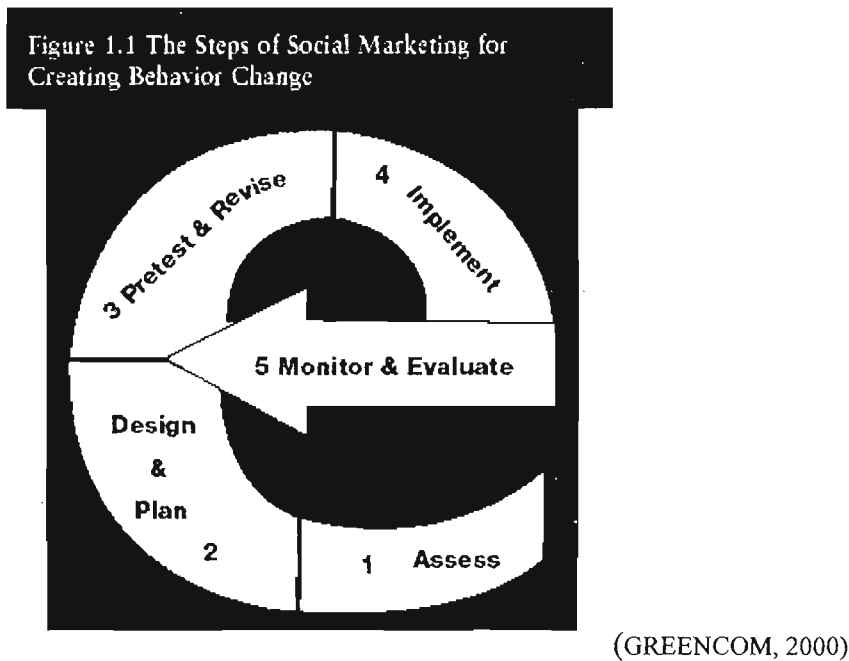 Figure 1.1 The Steps of Social Marketing for
Creating Behavior Change
3 Pretest & Revise
4 Implement
5 Monitor & Evaluate
Design
&
Plan
2
1 Assess
(GREENCOM, 2000)